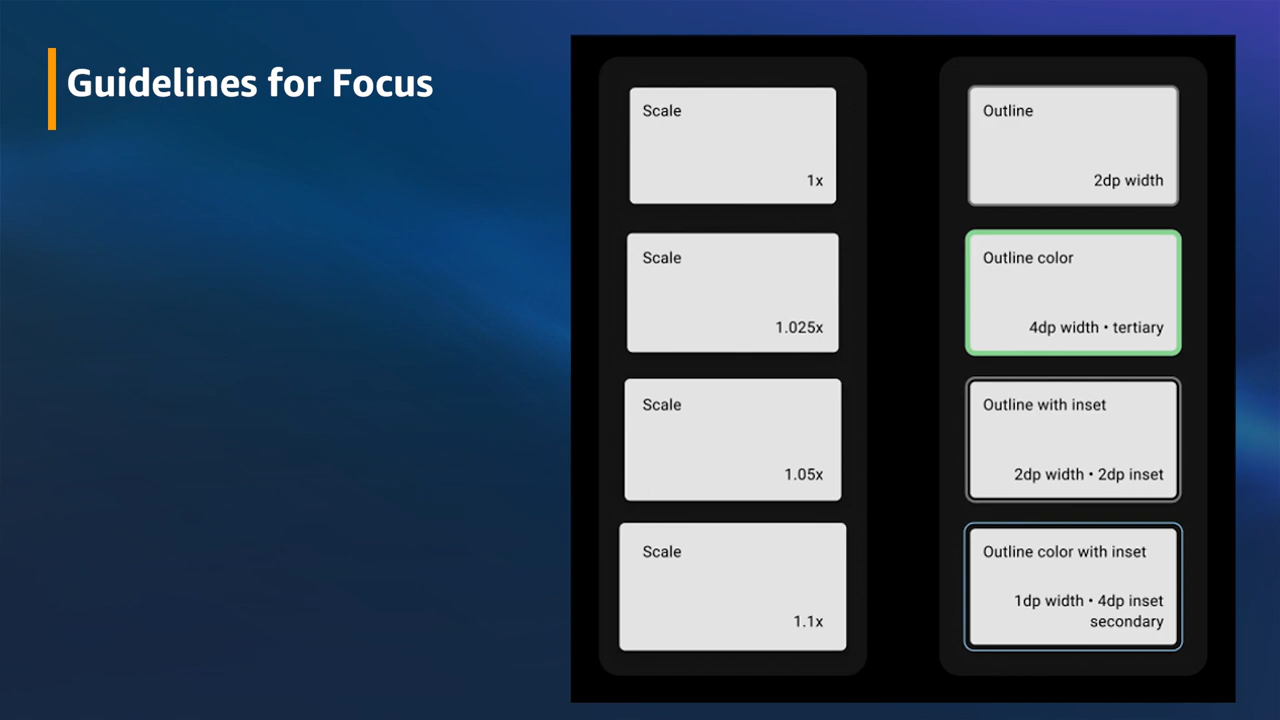 Guidelines for Focus
Scale
1x
Scale
1.025x
Scale
1.05x
Scale
1.1x
Outline
2dp width
Outline color
4dp width • tertiary
Outline with inset
2dp width • 2dp inset
Outline color with inset
1dp width • 4dp inset
secondary